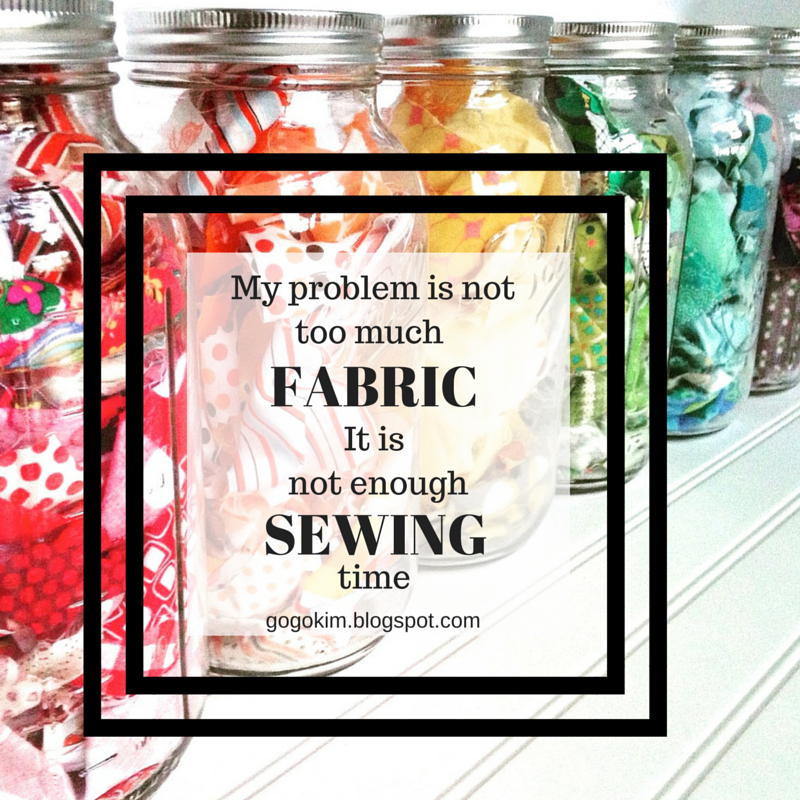 My problem is not
too much
FABRIC
It is
not enough
SEWING
time
gogokim.blogspot.com